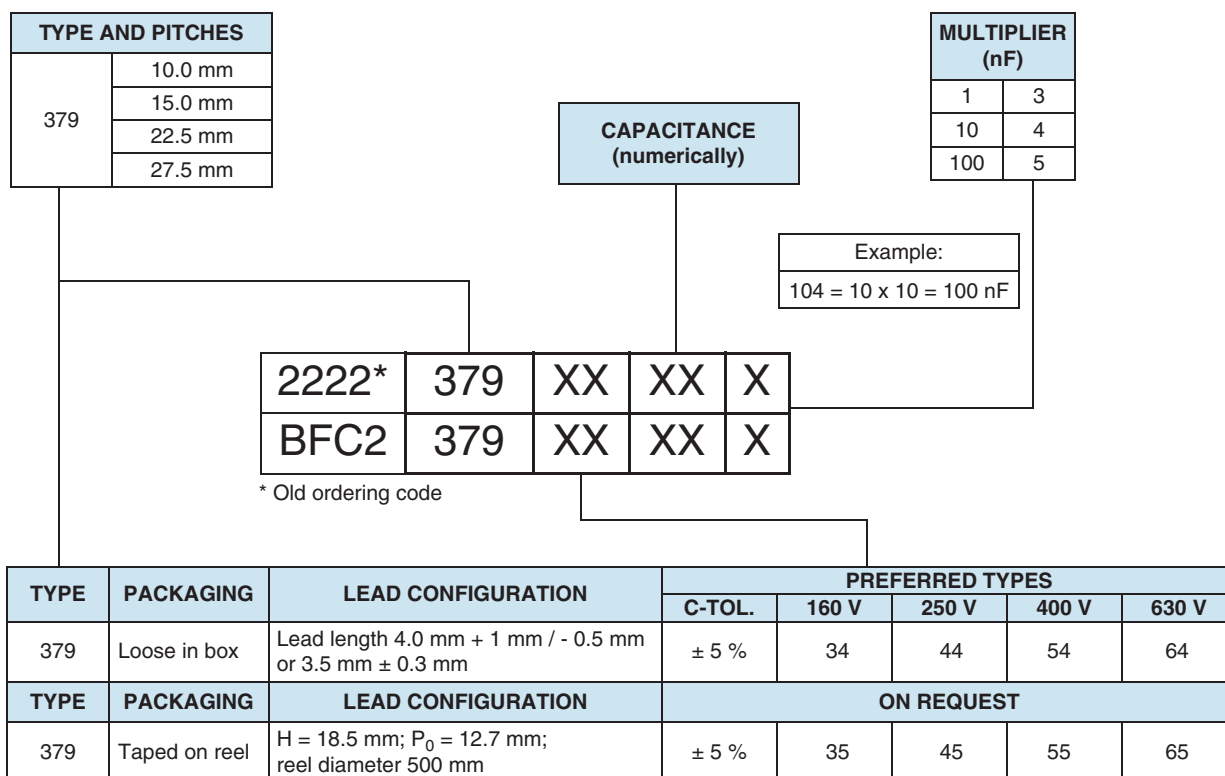 TYPE AND PITCHES
379
10.0 mm
15.0 mm
22.5 mm
27.5 mm
CAPACITANCE
(numerically)
MULTIPLIER
(nF)
1 3
10 4
100 5
Example:
104 = 10 x 10 = 100 nF
2222* 379 XX XX X
BFC2 379 XX XX X
* Old ordering code
TYPE PACKAGING LEAD CONFIGURATION PREFERRED TYPES
C-TOL. 160 V 250 V 400 V 630 V
379 Loose in box Lead length 4.0 mm + 1 mm / - 0.5 mm
or 3.5 mm ± 0.3 mm ± 5 % 34 44 54 64
TYPE PACKAGING LEAD CONFIGURATION ON REQUEST
379 Taped on reel H = 18.5 mm; P0 = 12.7 mm;
reel diameter 500 mm ± 5 % 35 45 55 65